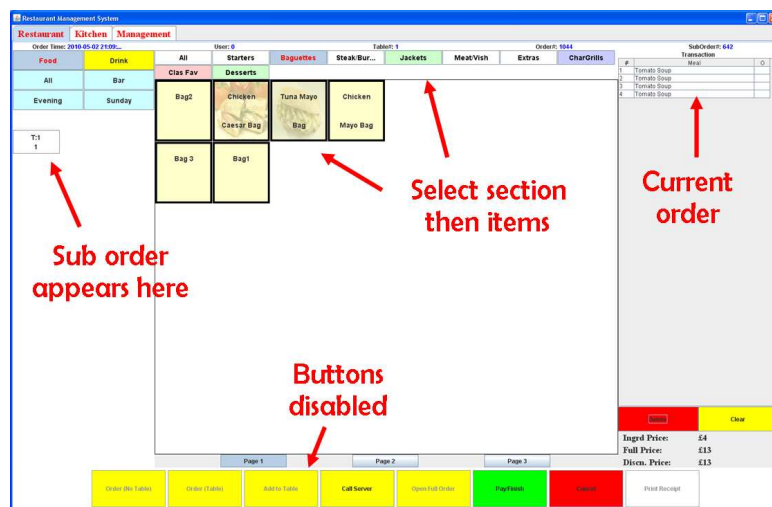 Restaurant Management System
Restaurant Kitchen Management
Order Time: 2010-05-02 21:09:... User: 0 Table#: 1 Order#: 1044 SubOrder#: 642
Food Drink All Starters Baguettes Steak/Bur... Jackets Meat/Vish Extras CharGrills
Transaction
# Meal O
Clas Fav Desserts
All Bar
Evening Sunday
1 Tomato Soup
2 Tomato Soup
3 Tomato Soup
4 Tomato Soup
Bag2
Chicken
Caesar Bag
Tuna Mayo
Bag
Chicken
Mayo Bag
T:1
1
Bag 3 Bag1
Select section
then items
Current
order
Sub order
appears here
Buttons
disabled
Delete Clear
Ingrd Price: £4
Full Price: £13
Discn. Price: £13
Page 1 Page 2 Page 3
Order (No Table) Order (Table) Add to Table Call Server Open Full Order Pay/Finish Cancel Print Receipt